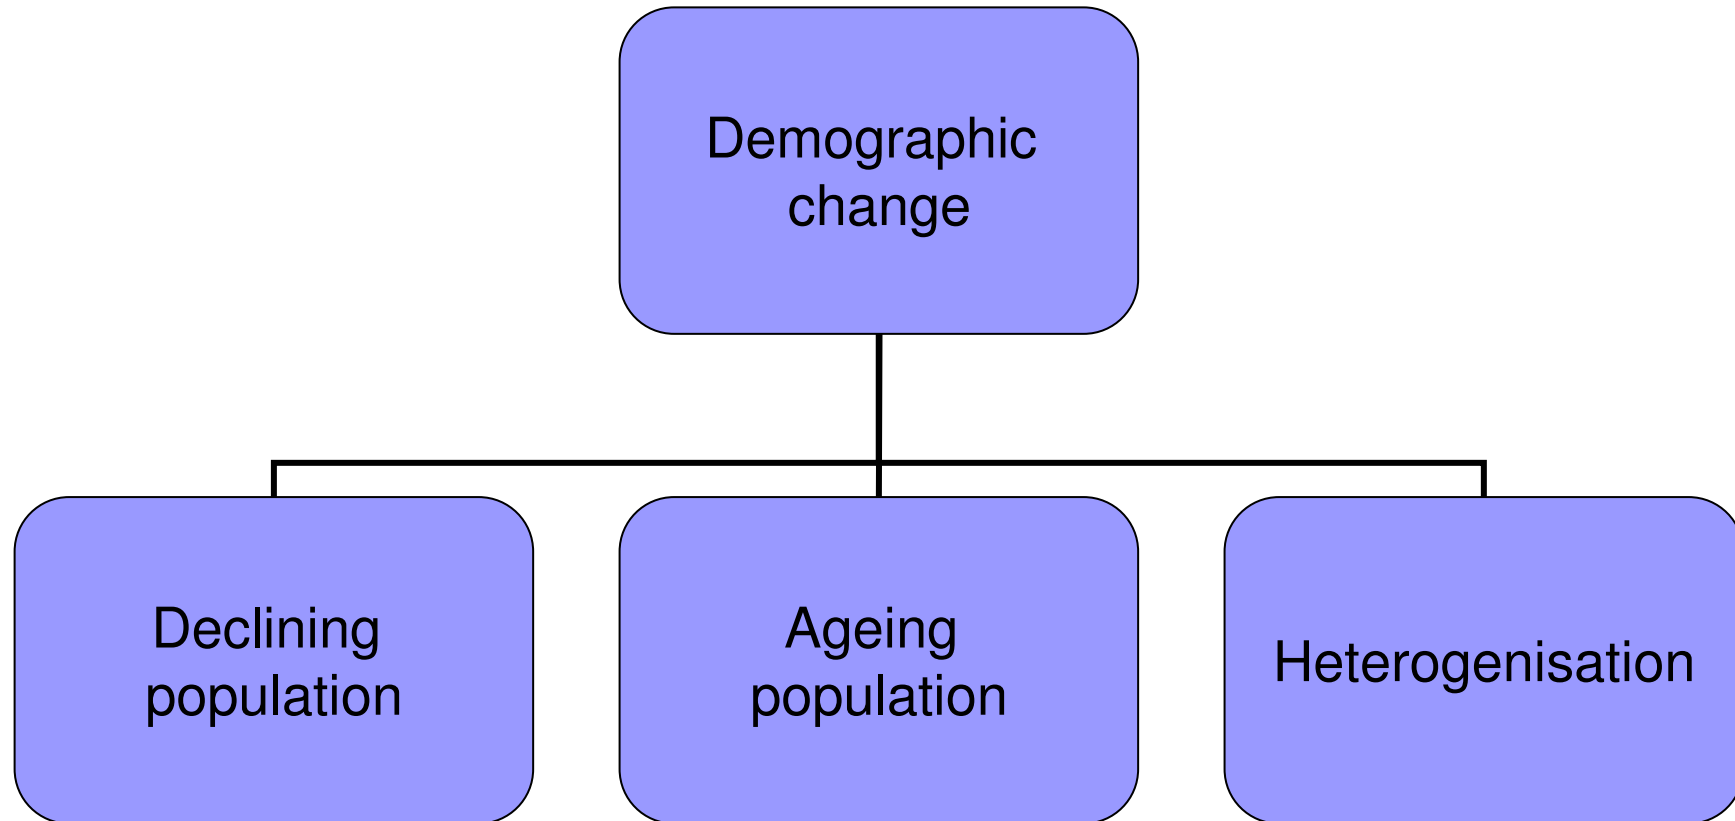 Demographic
change
Declining
population
Ageing
population
Heterogenisation